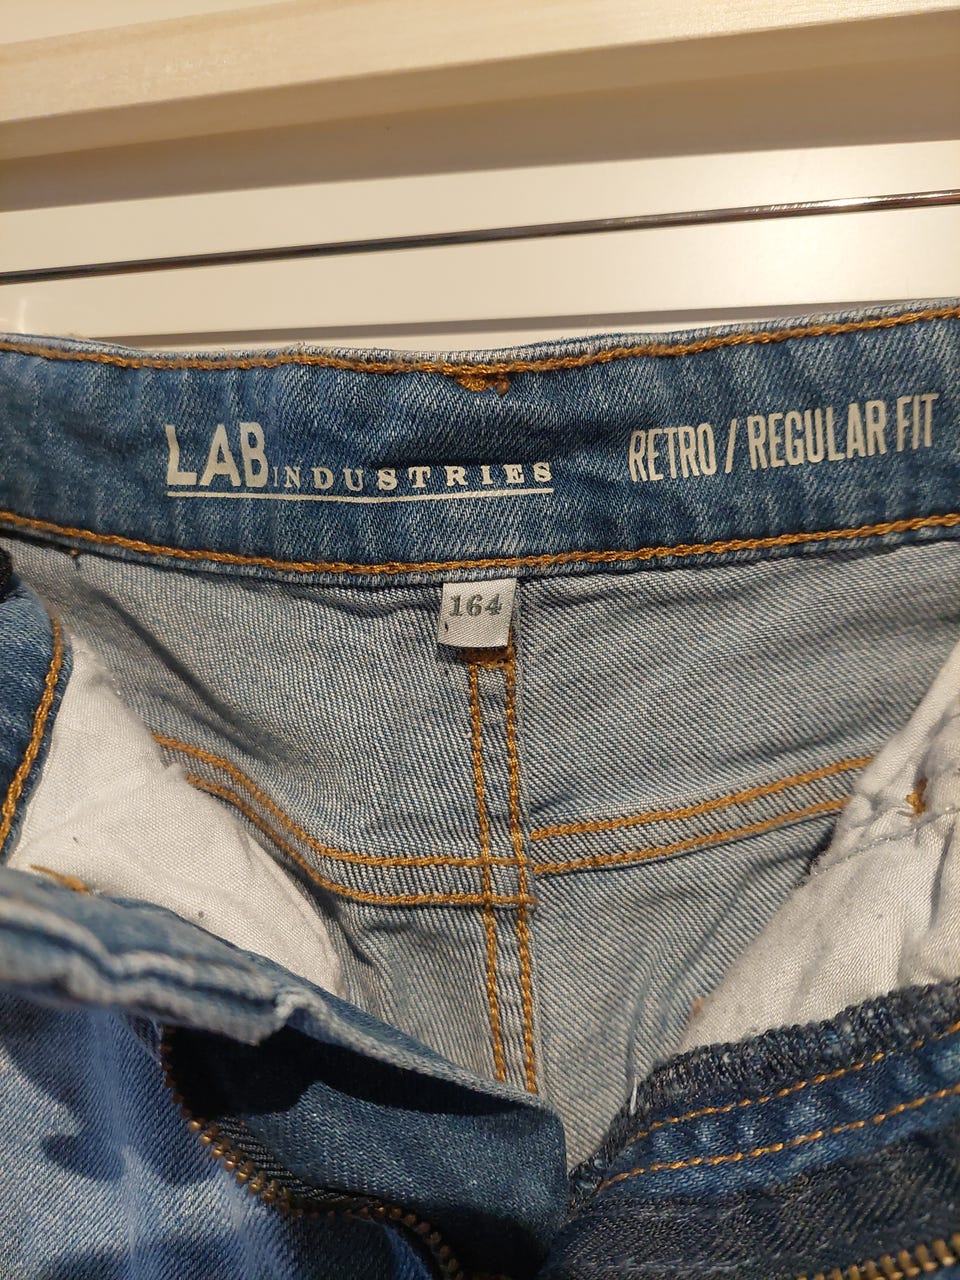 LAB INDUSTRIES
RETRO / REGULAR FIT
164